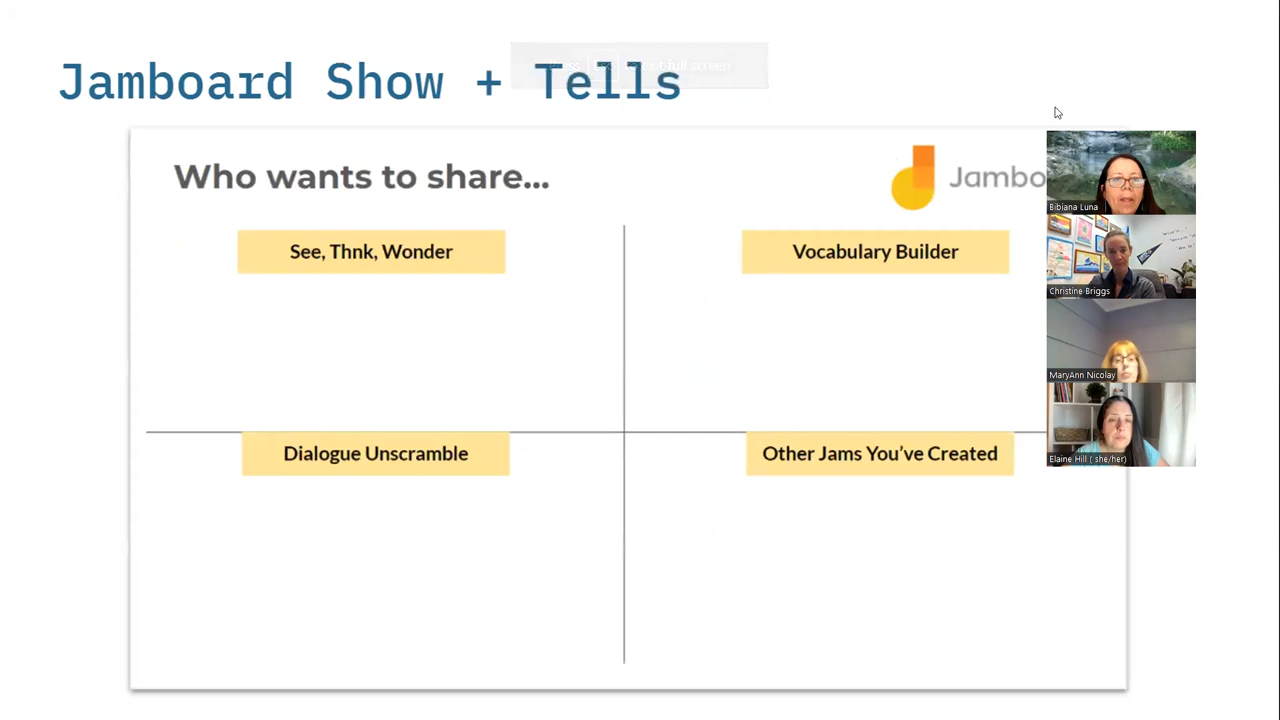 Jamboard Show + Tells
Who wants to share...
Jambo
See, Thnk, Wonder
Vocabulary Builder
Dialogue Unscramble
Other Jams You've Created
Bibiana Luna
Christine Briggs
MaryAnn Nicolay
Elaine Hill ( she/her)